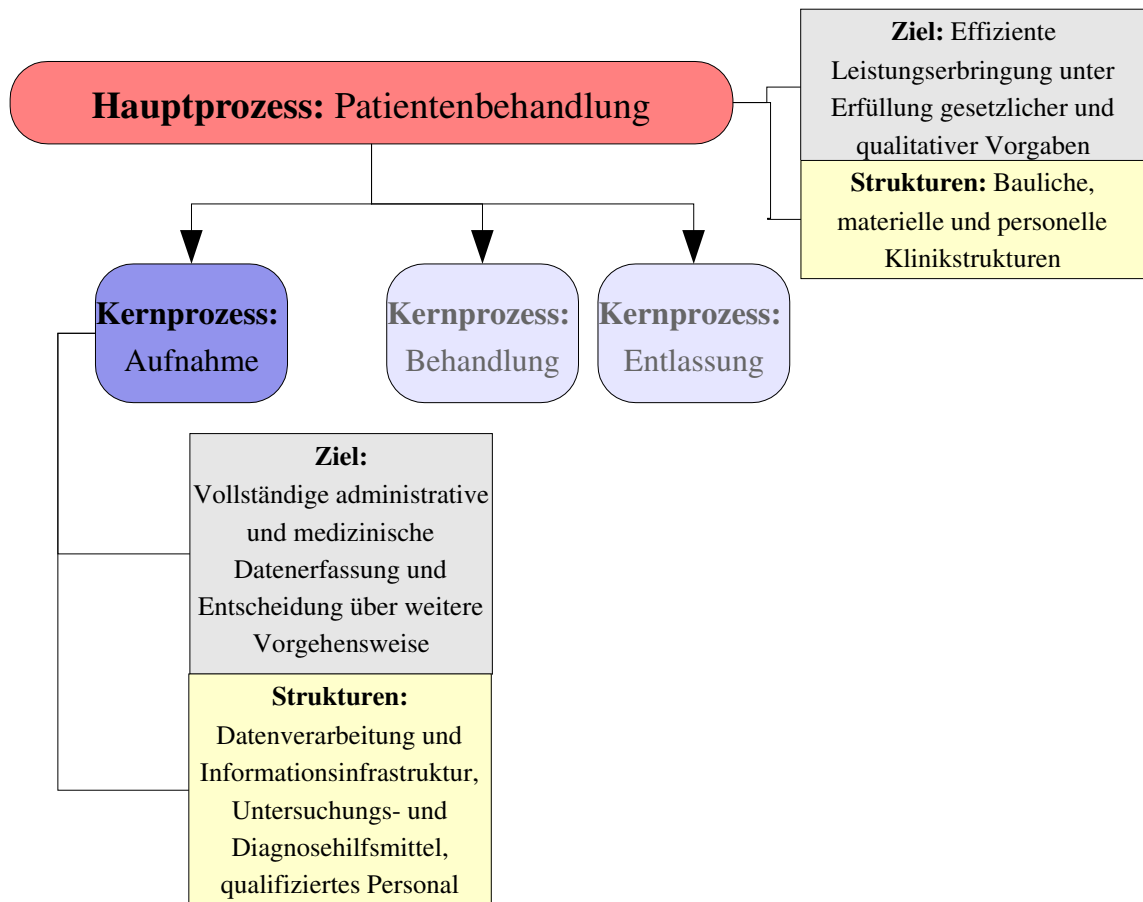 Hauptprozess: Patientenbehandlung
Ziel: Effiziente
Leistungserbringung unter
Erfüllung gesetzlicher und
qualitativer Vorgaben
Strukturen: Bauliche,
materielle und personelle
Klinikstrukturen
Kernprozess:
Aufnahme
Kernprozess:
Behandlung
Kernprozess:
Entlassung
Ziel:
Vollständige administrative
und medizinische
Datenerfassung und
Entscheidung über weitere
Vorgehensweise
Strukturen:
Datenverarbeitung und
Informationsinfrastruktur,
Untersuchungs- und
Diagnosehilfsmittel,
qualifiziertes Personal